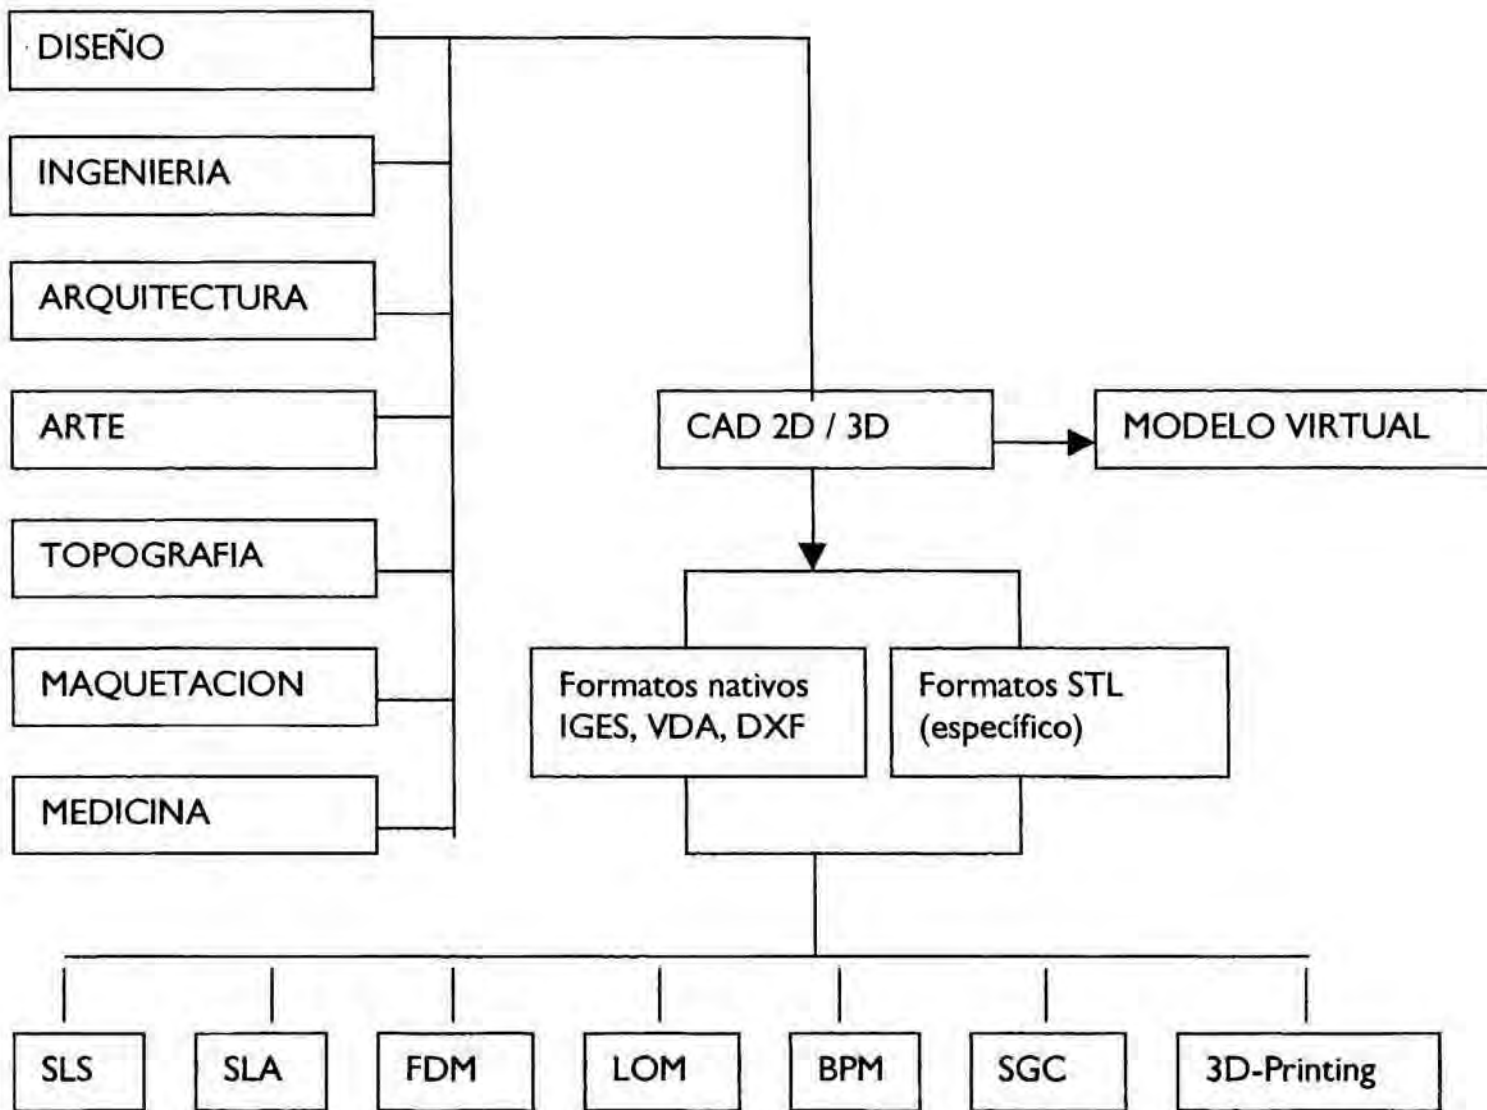 DISEÑO
INGENIERIA
ARQUITECTURA
ARTE
TOPOGRAFIA
MAQUETACION
MEDICINA
CAD 2D / 3D
MODELO VIRTUAL
Formatos nativos
IGES, VDA, DXF
Formatos STL
(específico)
SLS
SLA
FDM
LOM
BPM
SGC
3D-Printing